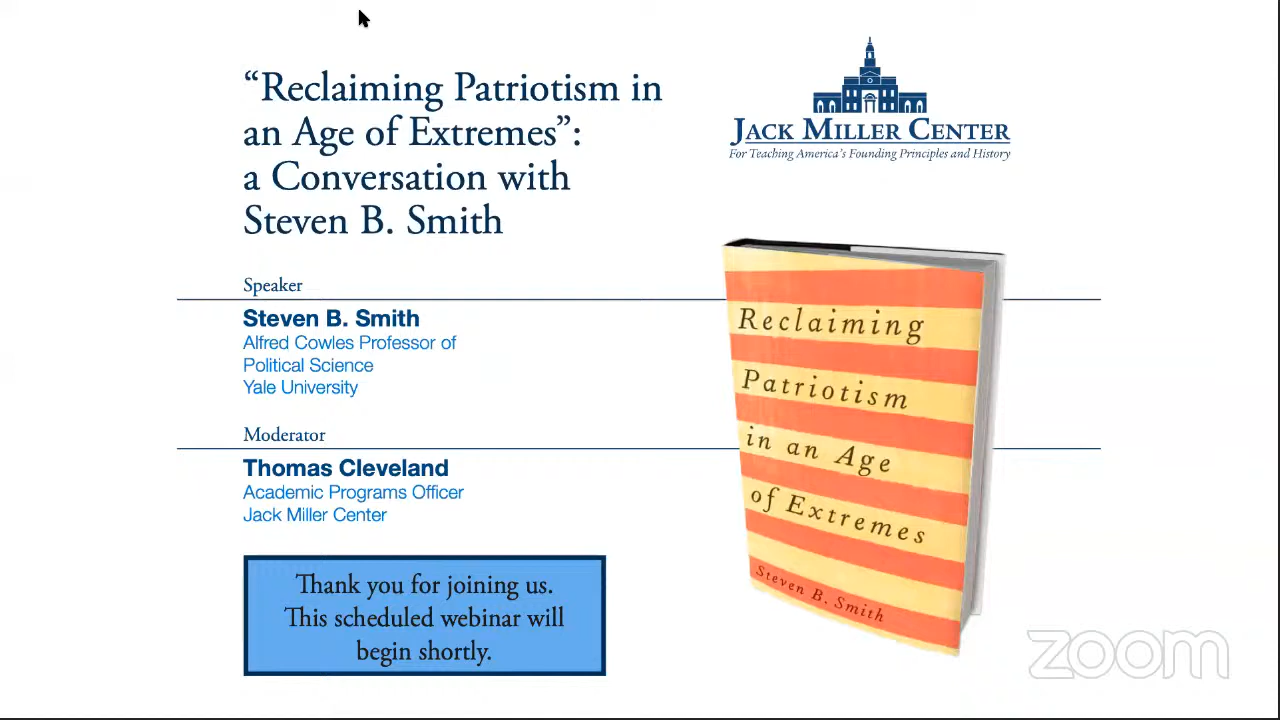 “Reclaiming Patriotism in
an Age of Extremes”:
a Conversation with
Steven B. Smith
JACK MILLER CENTER
For Teaching America’s Founding Principles and History
Speaker
Steven B. Smith
Alfred Cowles Professor of
Political Science
Yale University
Moderator
Thomas Cleveland
Academic Programs Officer
Jack Miller Center
Thank you for joining us.
This scheduled webinar will
begin shortly.
Reclaiming
Patriotism
in an Age
of Extremes
Steven B. Smith
zoom